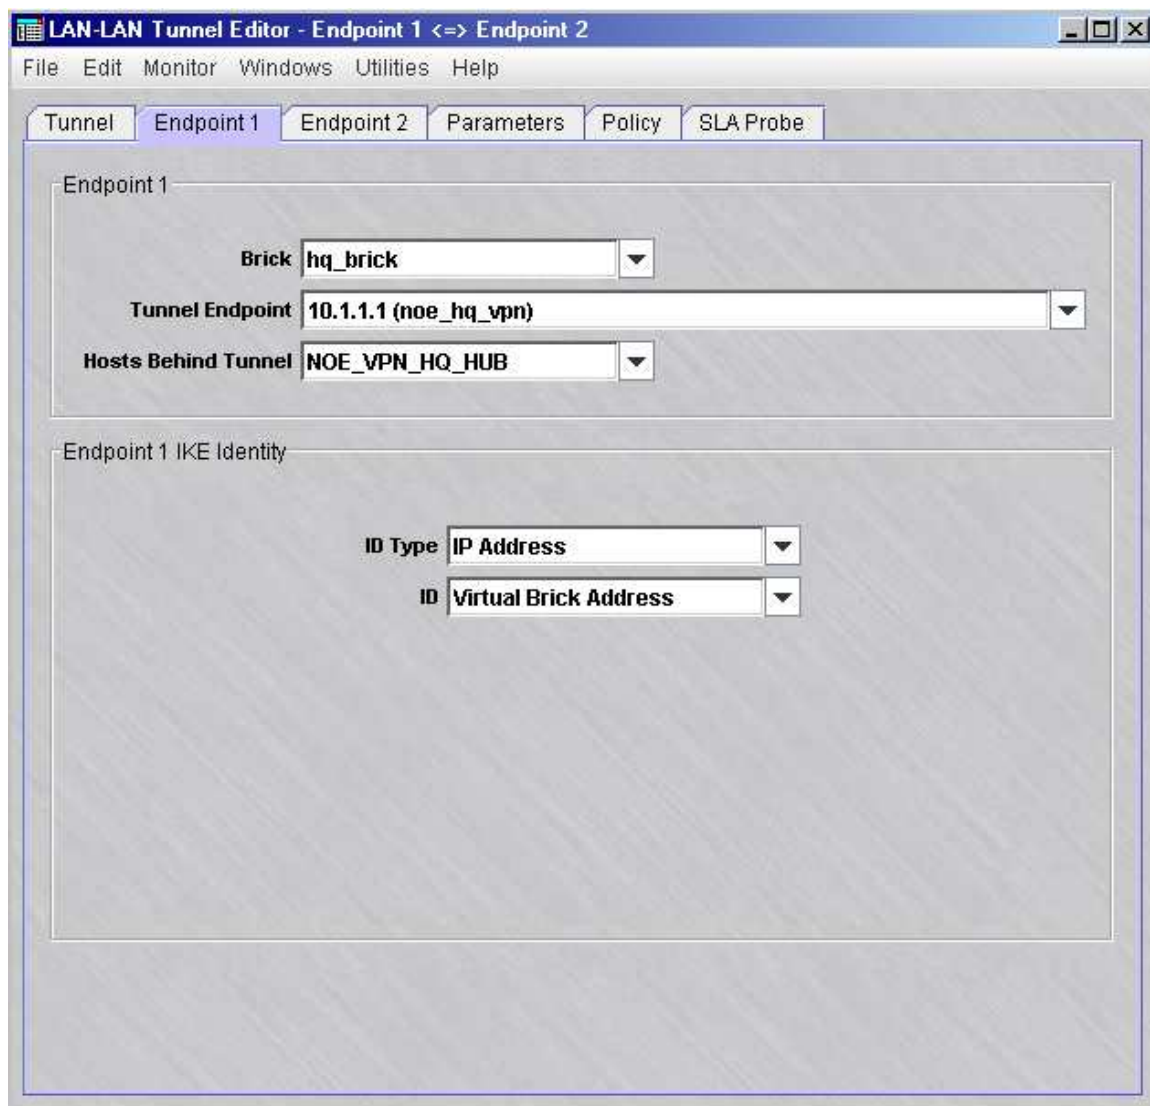 LAN-LAN Tunnel Editor - Endpoint 1 <=> Endpoint 2
File Edit Monitor Windows Utilities Help
Tunnel Endpoint 1 Endpoint 2 Parameters Policy SLA Probe
Endpoint 1
Brick hq_brick
Tunnel Endpoint 10.1.1.1 (noe_hq_vpn)
Hosts Behind Tunnel NOE_VPN_HQ_HUB
Endpoint 1 IKE Identity
ID Type IP Address
ID Virtual Brick Address